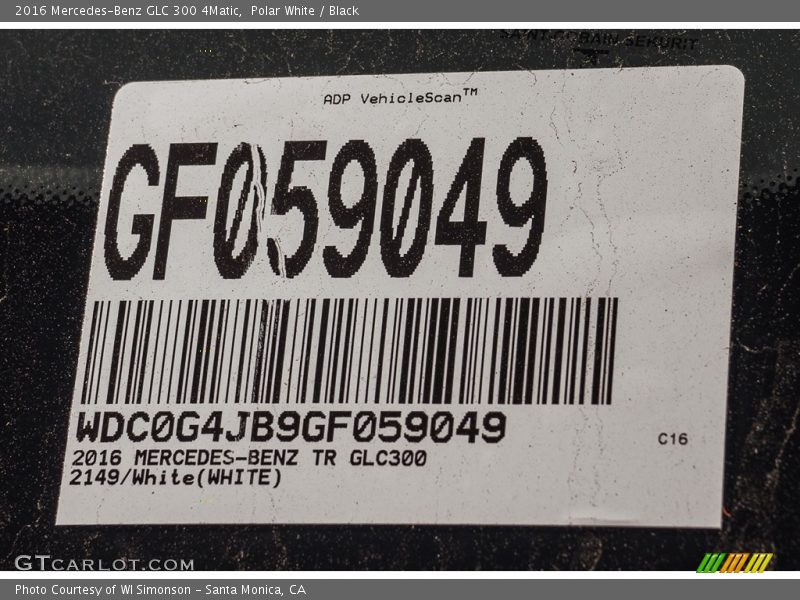 2016 Mercedes-Benz GLC 300 4Matic, Polar White / Black
SAINT-GOBAIN SEKURIT
ADP VehicleScan™
GF059049
WDC0G4JB9GF059049
C16
2016 MERCEDES-BENZ TR GLC300
2149/White(WHITE)
GTCARLOT.COM
Photo Courtesy of WI Simonson - Santa Monica, CA